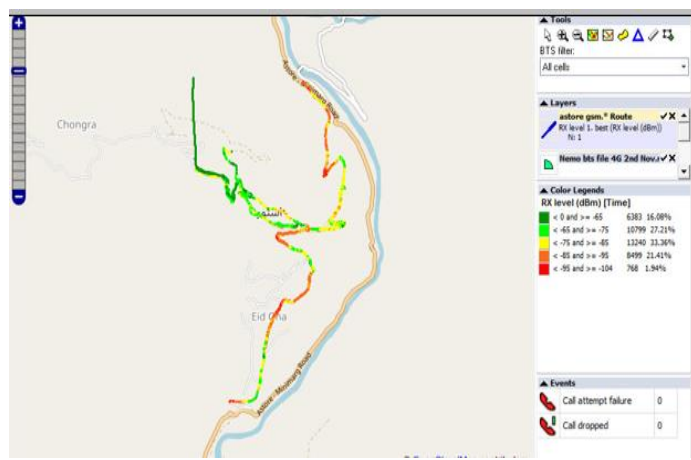 Tools
BTS filter:
All cells
Layers
astore gsm.* Route
RX level 1. best (RX level (dBm))
N: 1
Nemo bts file 4G 2nd Nov.
Color Legends
RX level (dBm) [Time]
< 0 and >= -65 6383 16.08%
< -65 and >= -75 10799 27.21%
< -75 and >= -85 13240 33.36%
< -85 and >= -95 8499 21.41%
< -95 and >= -104 768 1.94%
Events
Call attempt failure 0
Call dropped 0
Astore - Minimarg Road
Chongra
استور
Eid Gha
Astore - Minimarg Road